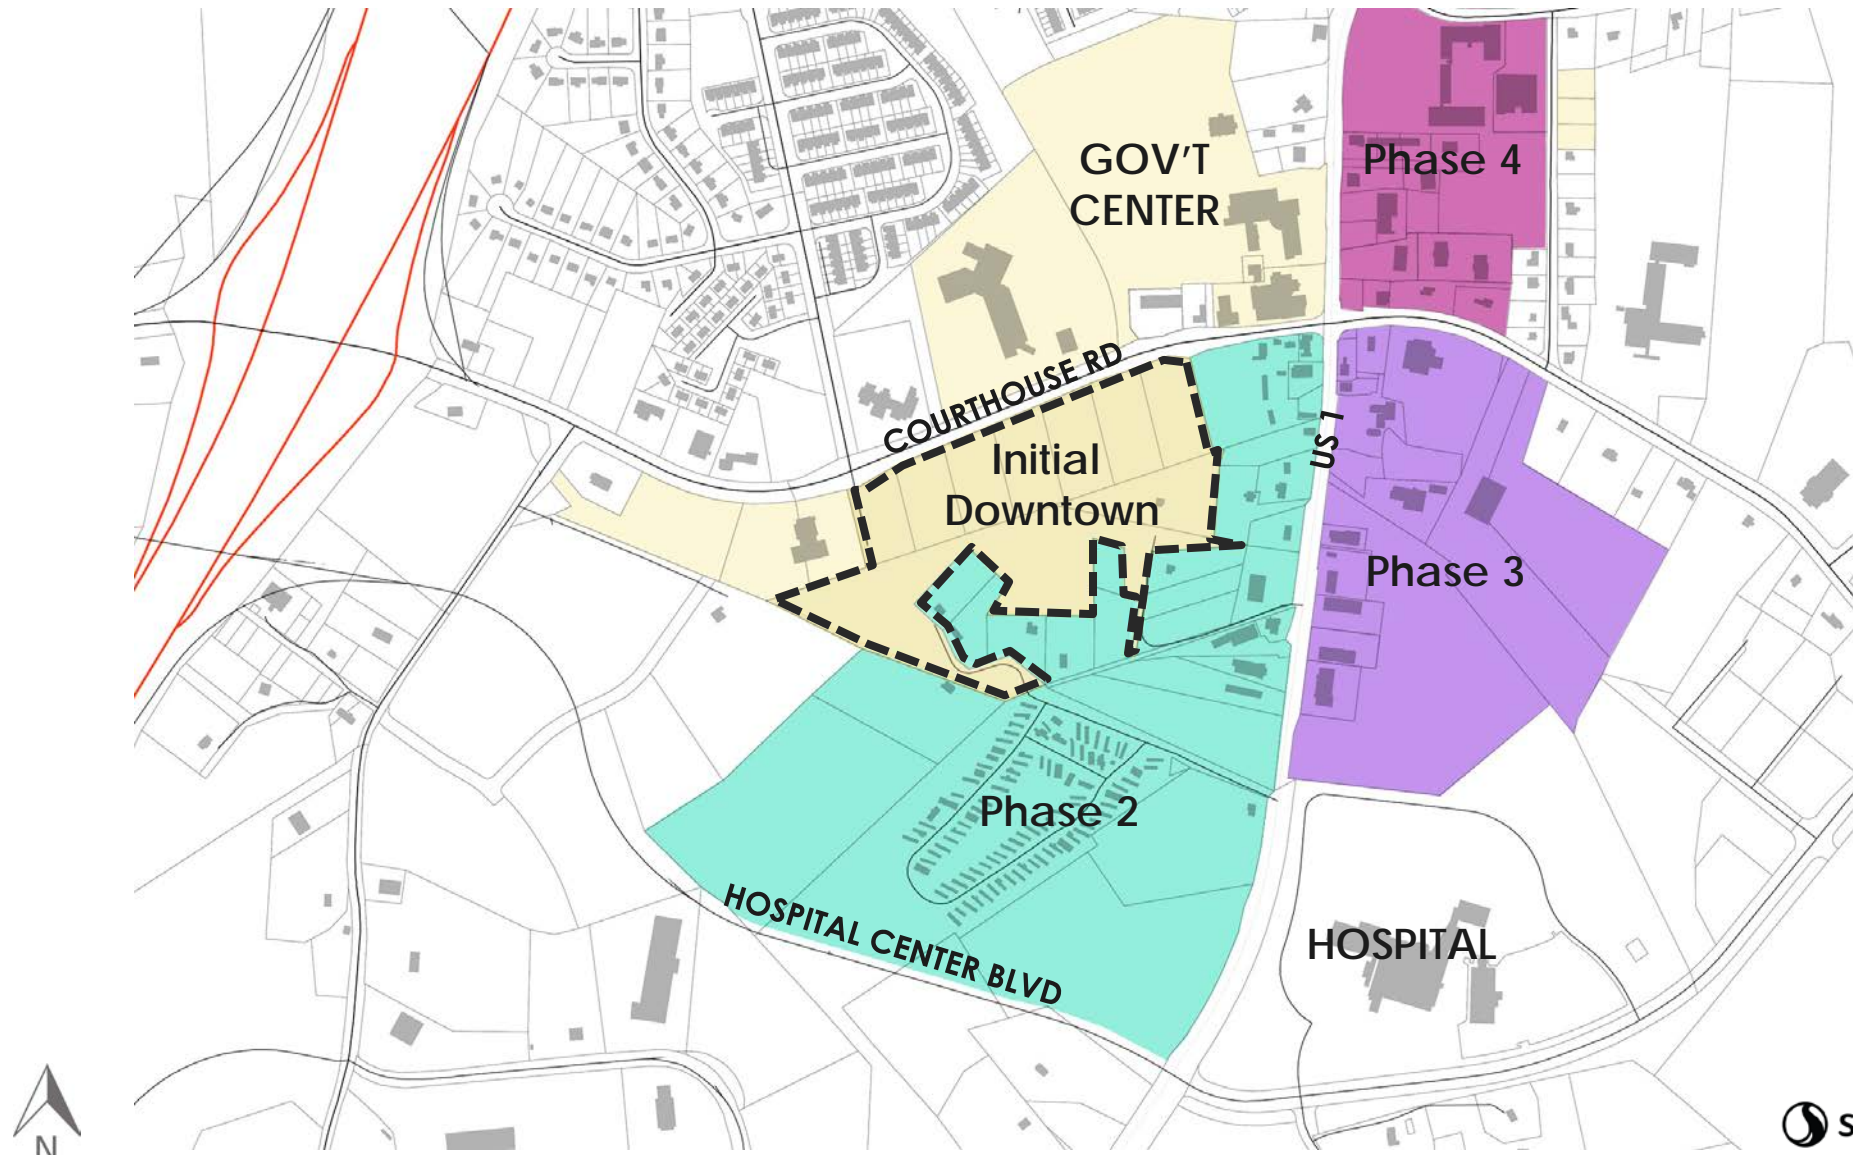 GOV'T
CENTER
Phase 4
COURTHOUSE RD
Initial
Downtown
US 1
Phase 3
Phase 2
HOSPITAL CENTER BLVD
HOSPITAL
N
S